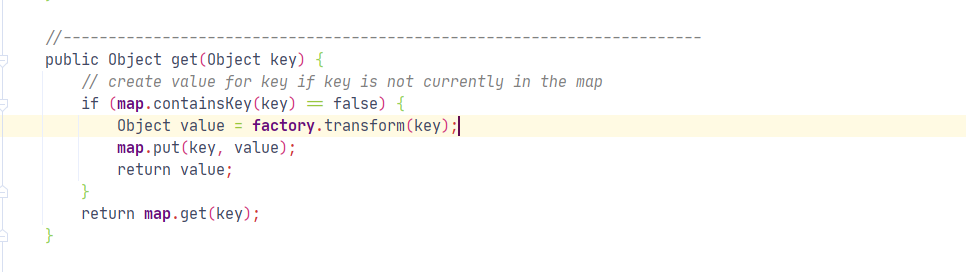 //-----------------------------------------------------------------------
public Object get(Object key) {
// create value for key if key is not currently in the map
if (map.containsKey(key) == false) {
Object value = factory.transform(key);
map.put(key, value);
return value;
}
return map.get(key);
}